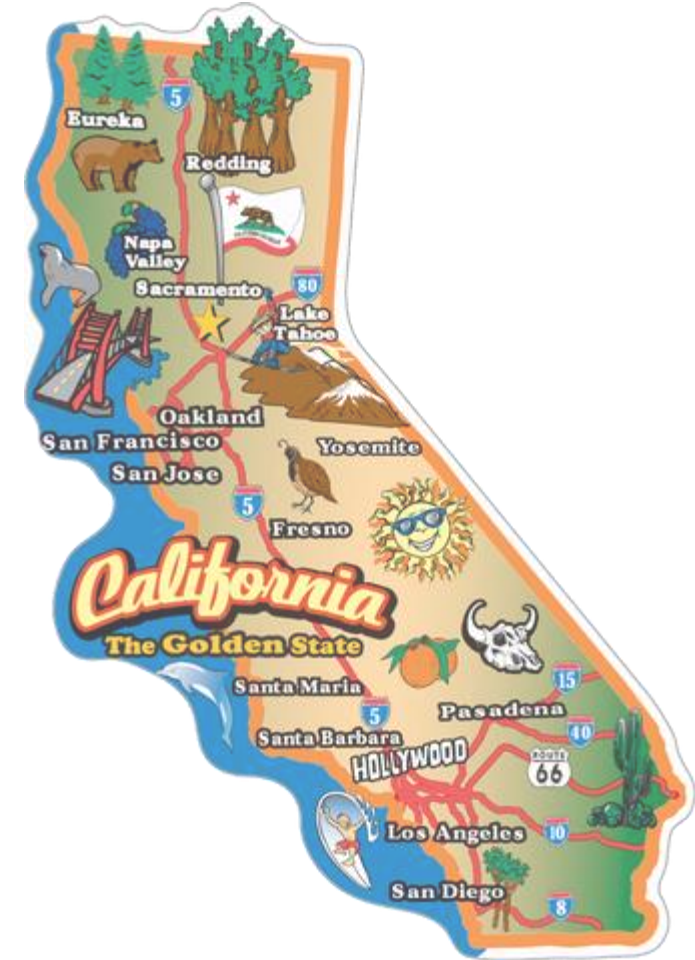 5
Eureka
Redding
Napa
Valley
Sacramento
80
Lake
Tahoe
Oakland
San Francisco
Yosemite
San Jose
5
Fresno
California
The Golden State
Santa Maria
15
5
Pasadena
40
Santa Barbara
HOLLYWOOD
ROUTE
66
Los Angeles
10
San Diego
8